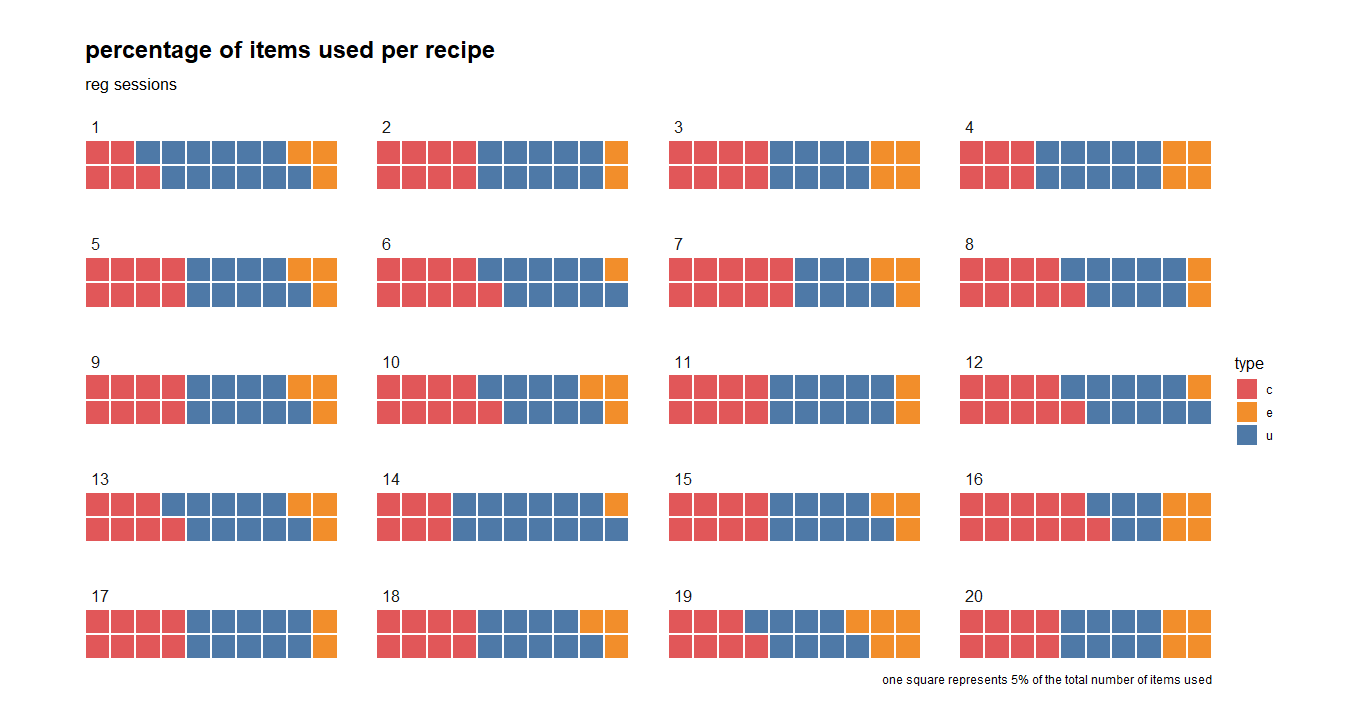 percentage of items used per recipe
reg sessions
1 2 3 4
5 6 7 8
9 10 11 12
13 14 15 16
17 18 19 20
type
c
e
u
one square represents 5% of the total number of items used